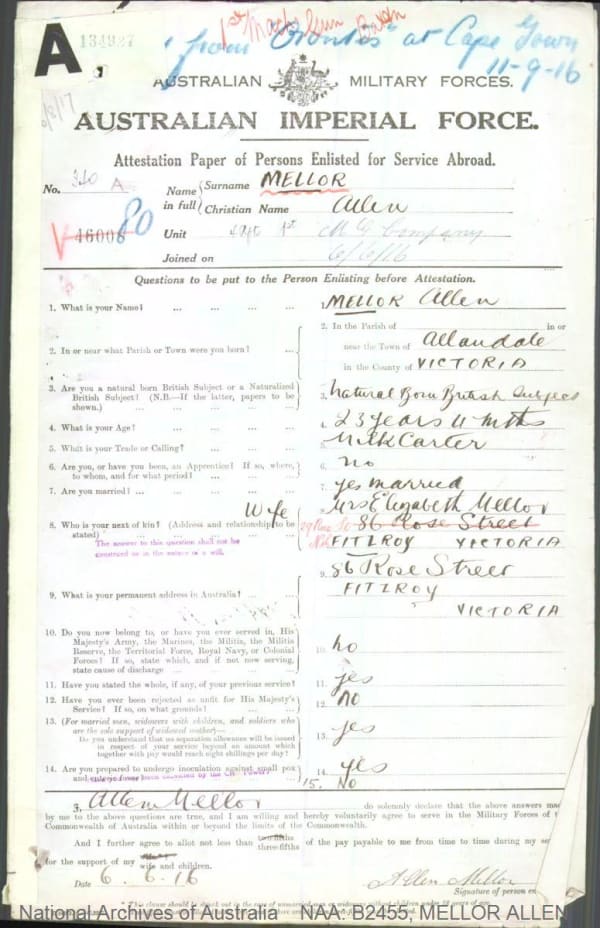 134927
1st Mach Gun
"from "Orontes" at Cape Town
11-9-16
A,
AUSTRALIAN MILITARY FORCES.
AUSTRALIAN IMPERIAL FORCE.
Attestation Paper of Persons Enlisted for Service Abroad.
No. 340 A
Name in full
Surname MELLOR
Christian Name Allen
Unit 1st M G Company
Joined on 6/6/16
80
Questions to be put to the Person Enlisting before Attestation.
1. What is your Name? ... ... ... ...
1. MELLOR Allen
2. In or near what Parish or Town were you born? ...
2. In the Parish of in or
near the Town of Allandale
in the County of VICTORIA
3. Are you a natural born British Subject or a Naturalized
British Subject? (N.B.—If the latter, papers to be
shown.) ... ... ... ...
3. Natural Born British Subject
4. What is your Age? ... ... ... ...
4. 23 years 11 mths
5. What is your Trade or Calling? ... ... ...
5. Milk Carter
6. Are you, or have you been, an Apprentice? If so, where,
to whom, and for what period? ... ... ...
6. no
7. Are you married? ... ... ... ...
7. yes married
8. Who is your next of kin? (Address and relationship to be
stated) ... ... ...
Wife
The answer to this question shall not be
construed as in the nature of a will.
8. Mrs Elizabeth Mellor
86 Rose Street
FITZROY VICTORIA
9. What is your permanent address in Australia? ... ...
9. 86 Rose Street
FITZROY
VICTORIA
10. Do you now belong to, or have you ever served in, His
Majesty's Army, the Marines, the Militia, the Militia
Reserve, the Territorial Force, Royal Navy, or Colonial
Forces? If so, state which, and if not now serving,
state cause of discharge ... ... ...
10. no
11. Have you stated the whole, if any, of your previous service?
11. yes
12. Have you ever been rejected as unfit for His Majesty's
Service? If so, on what grounds? ... ...
12. no
13. (For married men, widowers with children, and soldiers who
are the sole support of widowed mother)—
Do you understand that no separation allowance will be issued
in respect of your service beyond an amount which
together with pay would reach eight shillings per day?
13. yes
14. Are you prepared to undergo inoculation against small pox
and enteric fever?
14. yes
15. No
I, Allen Mellor do solemnly declare that the above answers made
by me to the above questions are true, and I am willing and hereby voluntarily agree to serve in the Military Forces of
Commonwealth of Australia within or beyond the limits of the Commonwealth.
And I further agree to allot not less than two-fifths three-fifths of the pay payable to me from time to time during my
for the support of my wife and children.
Date 6-6-16
Allen Mellor
Signature of person
National Archives of Australia NAA: B2455, MELLOR ALLEN